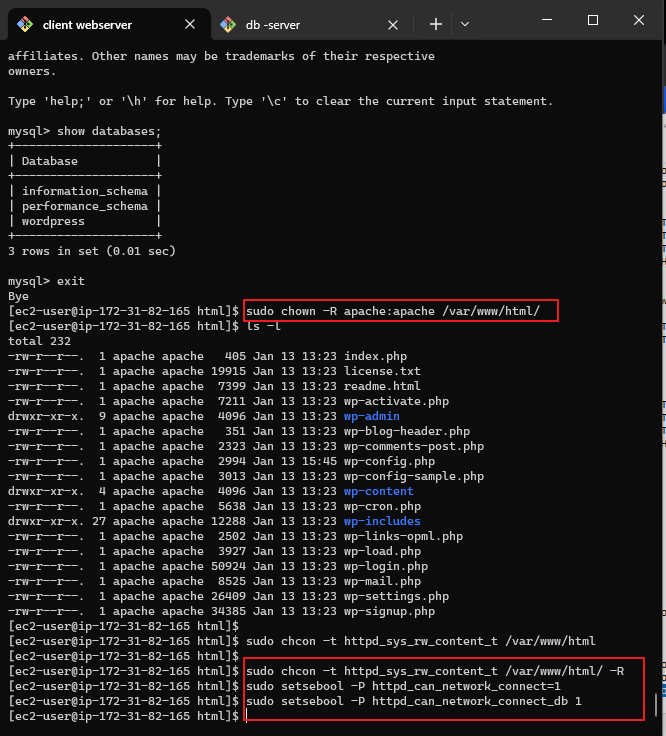 client webserver
db -server
affiliates. Other names may be trademarks of their respective
owners.
Type 'help;' or '\h' for help. Type '\c' to clear the current input statement.
mysql> show databases;
+--------------------+
| Database           |
+--------------------+
| information_schema |
| performance_schema |
| wordpress          |
+--------------------+
3 rows in set (0.01 sec)
mysql> exit
Bye
[ec2-user@ip-172-31-82-165 html]$ sudo chown -R apache:apache /var/www/html/
[ec2-user@ip-172-31-82-165 html]$ ls -l
total 232
-rw-r--r--.  1 apache apache   405 Jan 13 13:23 index.php
-rw-r--r--.  1 apache apache 19915 Jan 13 13:23 license.txt
-rw-r--r--.  1 apache apache  7399 Jan 13 13:23 readme.html
-rw-r--r--.  1 apache apache  7211 Jan 13 13:23 wp-activate.php
drwxr-xr-x.  9 apache apache  4096 Jan 13 13:23 wp-admin
-rw-r--r--.  1 apache apache   351 Jan 13 13:23 wp-blog-header.php
-rw-r--r--.  1 apache apache  2323 Jan 13 13:23 wp-comments-post.php
-rw-r--r--.  1 apache apache  2994 Jan 13 15:45 wp-config.php
-rw-r--r--.  1 apache apache  3013 Jan 13 13:23 wp-config-sample.php
drwxr-xr-x.  4 apache apache  4096 Jan 13 13:23 wp-content
-rw-r--r--.  1 apache apache  5638 Jan 13 13:23 wp-cron.php
drwxr-xr-x. 27 apache apache 12288 Jan 13 13:23 wp-includes
-rw-r--r--.  1 apache apache  2502 Jan 13 13:23 wp-links-opml.php
-rw-r--r--.  1 apache apache  3927 Jan 13 13:23 wp-load.php
-rw-r--r--.  1 apache apache 50924 Jan 13 13:23 wp-login.php
-rw-r--r--.  1 apache apache  8525 Jan 13 13:23 wp-mail.php
-rw-r--r--.  1 apache apache 26409 Jan 13 13:23 wp-settings.php
-rw-r--r--.  1 apache apache 34385 Jan 13 13:23 wp-signup.php
[ec2-user@ip-172-31-82-165 html]$
[ec2-user@ip-172-31-82-165 html]$ sudo chcon -t httpd_sys_rw_content_t /var/www/html
[ec2-user@ip-172-31-82-165 html]$
[ec2-user@ip-172-31-82-165 html]$ sudo chcon -t httpd_sys_rw_content_t /var/www/html/ -R
[ec2-user@ip-172-31-82-165 html]$ sudo setsebool -P httpd_can_network_connect=1
[ec2-user@ip-172-31-82-165 html]$ sudo setsebool -P httpd_can_network_connect_db 1
[ec2-user@ip-172-31-82-165 html]$